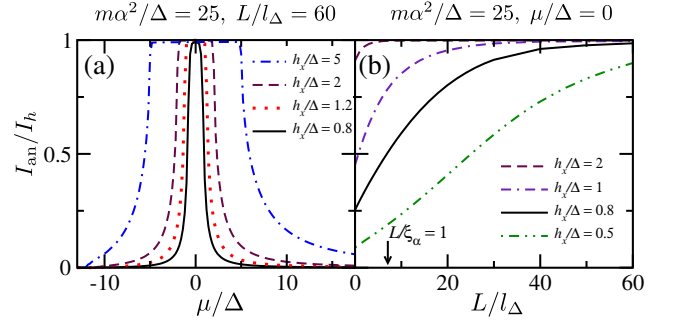 mα²/Δ = 25, L/l_Δ = 60
mα²/Δ = 25, μ/Δ = 0
I_an/I_h
1
0.5
0
(a)
h_x/Δ = 5
h_x/Δ = 2
h_x/Δ = 1.2
h_x/Δ = 0.8
-10 0 10
μ/Δ
(b)
h_x/Δ = 2
h_x/Δ = 1
h_x/Δ = 0.8
h_x/Δ = 0.5
L/ξ_α = 1
0 20 40 60
L/l_Δ